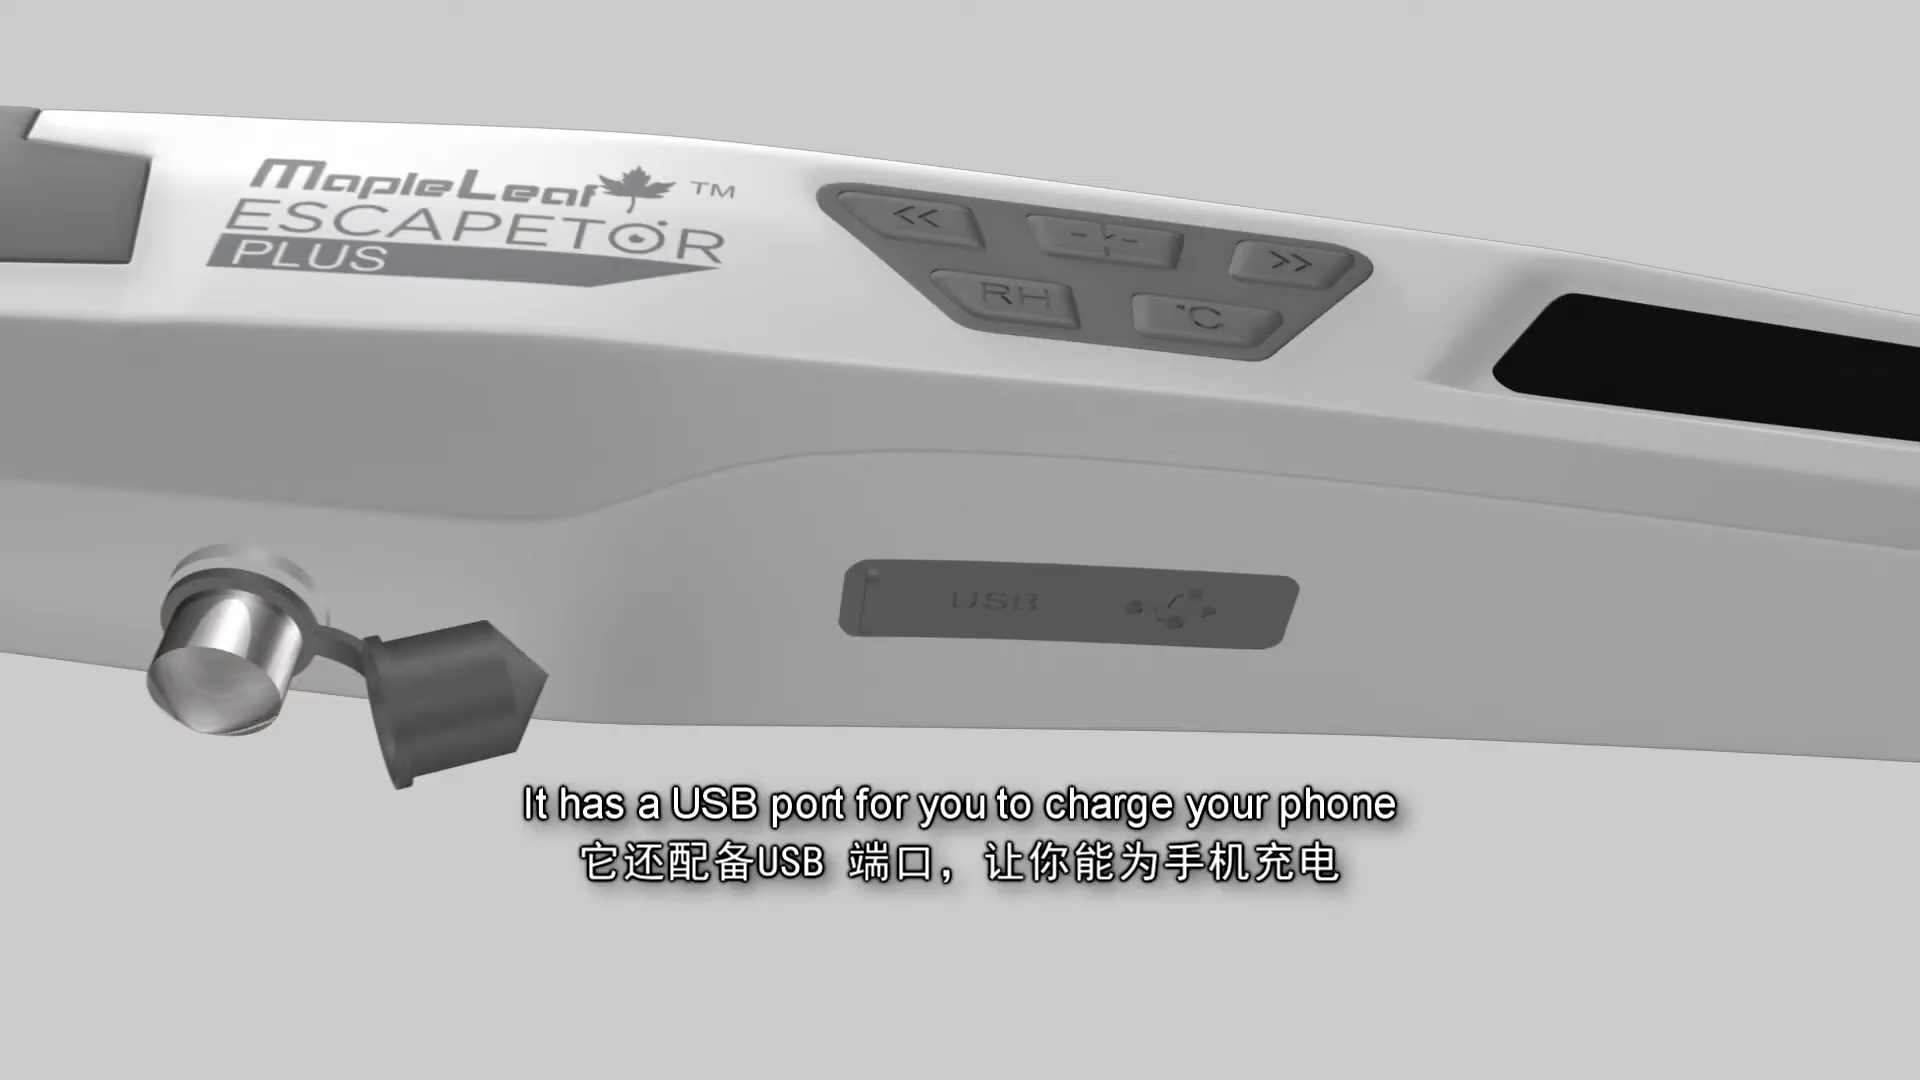 MapleLeaf TM
ESCAPETOR
PLUS
<< -/- >>
RH °C
USB
It has a USB port for you to charge your phone
它还配备USB 端口，让你能为手机充电